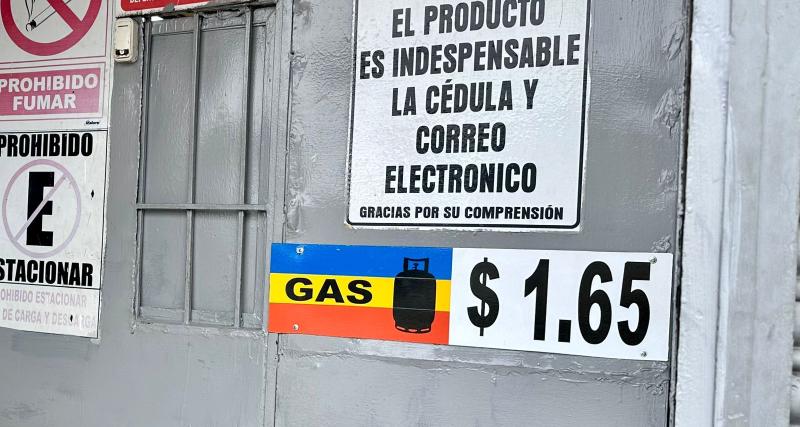 PROHIBIDO
FUMAR
PROHIBIDO
E
STACIONAR
OHIBIDO ESTACIONAR
DE CARGA Y DESCARGA
EL PRODUCTO
ES INDESPENSABLE
LA CÉDULA Y
CORREO
ELECTRONICO
GRACIAS POR SU COMPRENSIÓN
GAS
$ 1.65